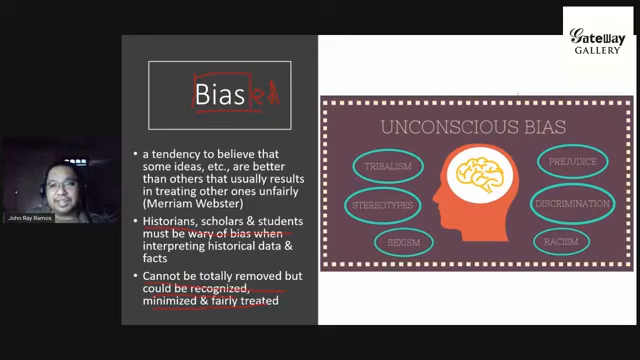 GateWay
GALLERY
Biased
UNCONSCIOUS BIAS
TRIBALISM
PREJUDICE
STEREOTYPES
DISCRIMINATION
SEXISM
RACISM
• a tendency to believe that
some ideas, etc., are better
than others that usually results
in treating other ones unfairly
(Merriam Webster)
• Historians, scholars & students
must be wary of bias when
interpreting historical data &
facts
• Cannot be totally removed but
could be recognized,
minimized & fairly treated
John Ray Ramos